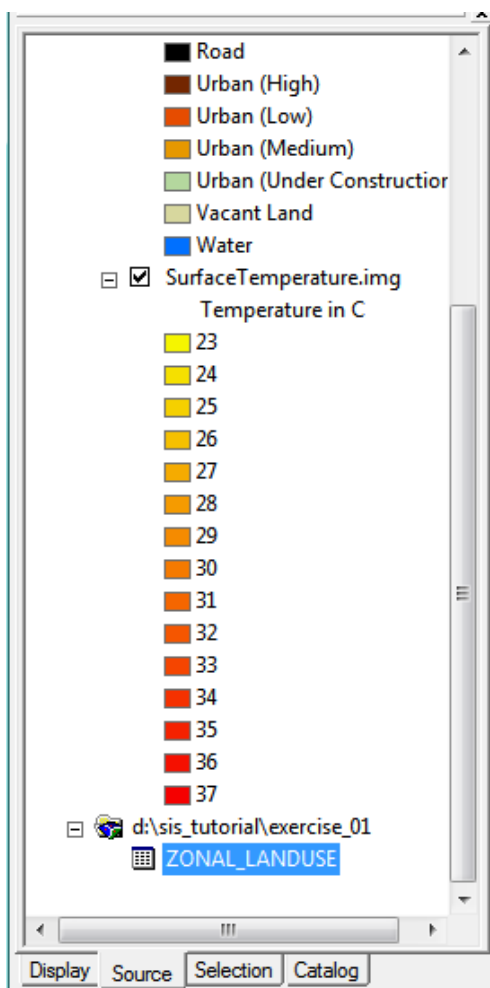 Road
Urban (High)
Urban (Low)
Urban (Medium)
Urban (Under Construction
Vacant Land
Water
SurfaceTemperature.img
Temperature in C
23
24
25
26
27
28
29
30
31
32
33
34
35
36
37
d:\sis_tutorial\exercise_01
ZONAL_LANDUSE
Display Source Selection Catalog